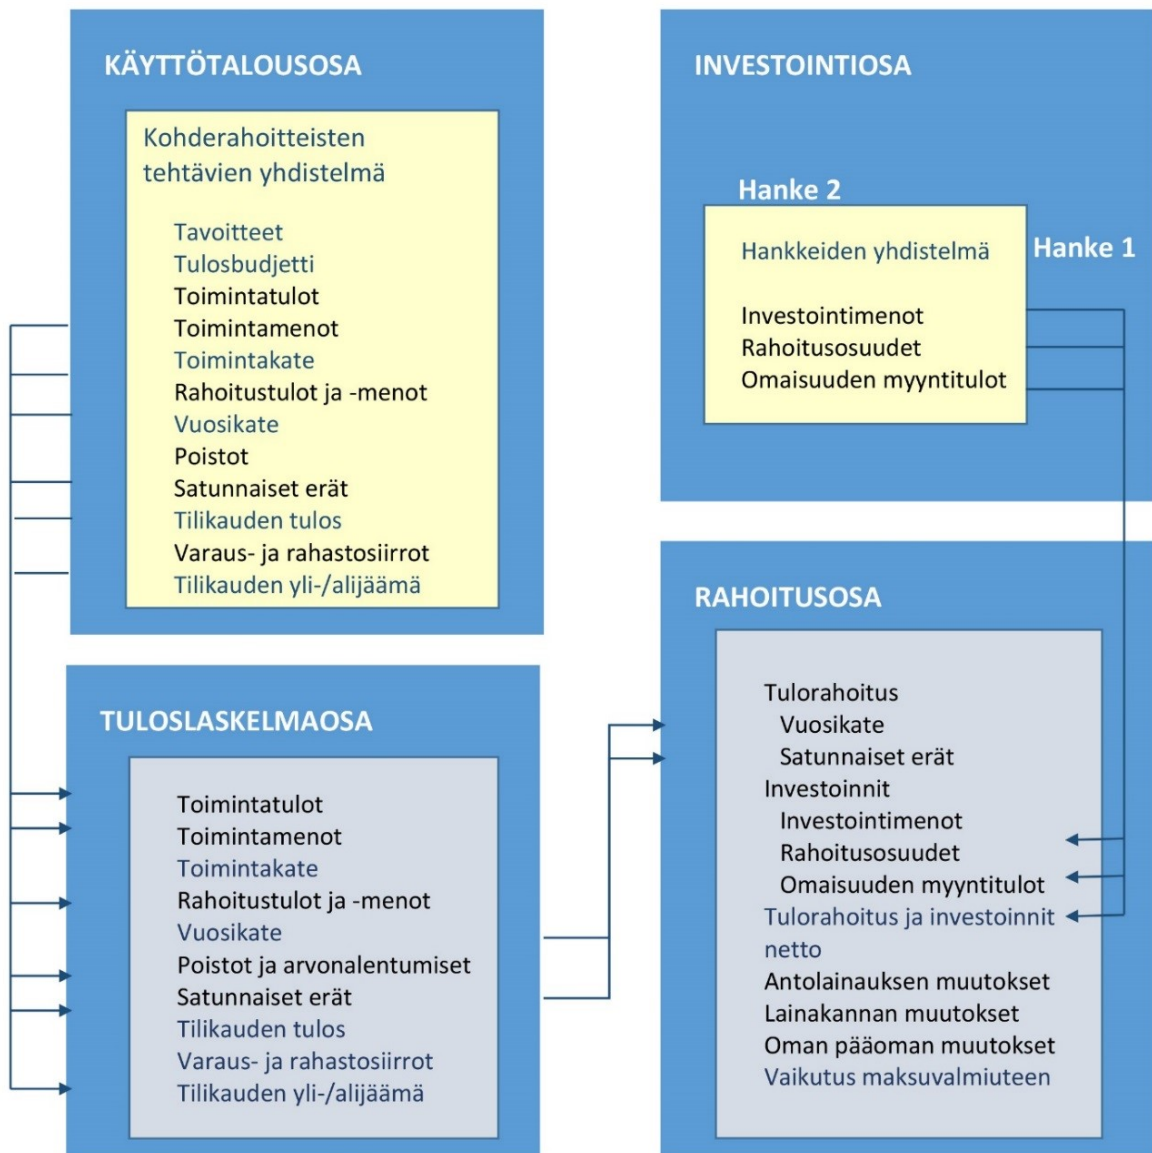 KÄYTTÖTALOUSOSA
Kohderahoitteisten
tehtävien yhdistelmä
Tavoitteet
Tulosbudjetti
Toimintatulot
Toimintamenot
Toimintakate
Rahoitustulot ja -menot
Vuosikate
Poistot
Satunnaiset erät
Tilikauden tulos
Varaus- ja rahastosiirrot
Tilikauden yli-/alijäämä
INVESTOINTIOSA
Hanke 2
Hanke 1
Hankkeiden yhdistelmä
Investointimenot
Rahoitusosuudet
Omaisuuden myyntitulot
TULOSLASKELMAOSA
Toimintatulot
Toimintamenot
Toimintakate
Rahoitustulot ja -menot
Vuosikate
Poistot ja arvonalentumiset
Satunnaiset erät
Tilikauden tulos
Varaus- ja rahastosiirrot
Tilikauden yli-/alijäämä
RAHOITUSOSA
Tulorahoitus
Vuosikate
Satunnaiset erät
Investoinnit
Investointimenot
Rahoitusosuudet
Omaisuuden myyntitulot
Tulorahoitus ja investoinnit
netto
Antolainauksen muutokset
Lainakannan muutokset
Oman pääoman muutokset
Vaikutus maksuvalmiuteen